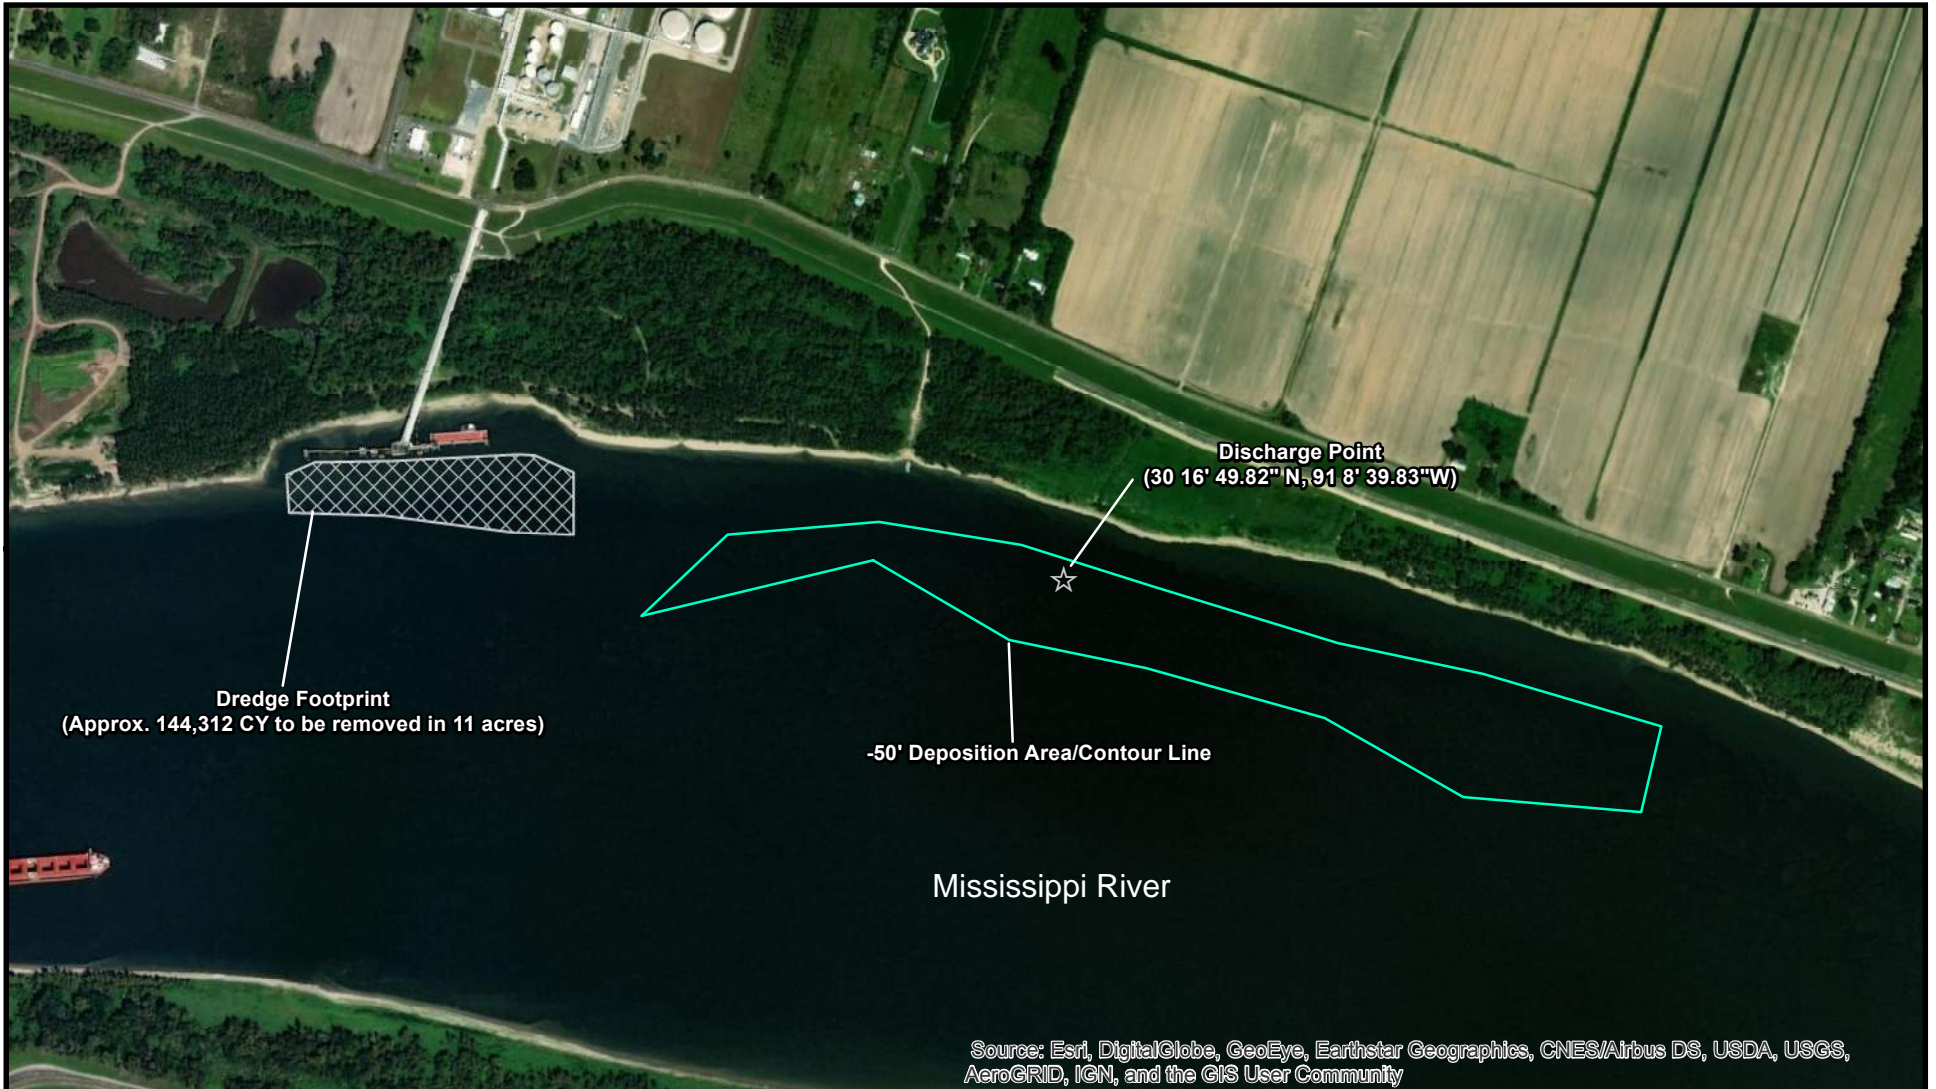 Discharge Point
(30 16' 49.82" N, 91 8' 39.83"W)
Dredge Footprint
(Approx. 144,312 CY to be removed in 11 acres)
-50' Deposition Area/Contour Line
Mississippi River
Source: Esri, DigitalGlobe, GeoEye, Earthstar Geographics, CNES/Airbus DS, USDA, USGS,
AeroGRID, IGN, and the GIS User Community